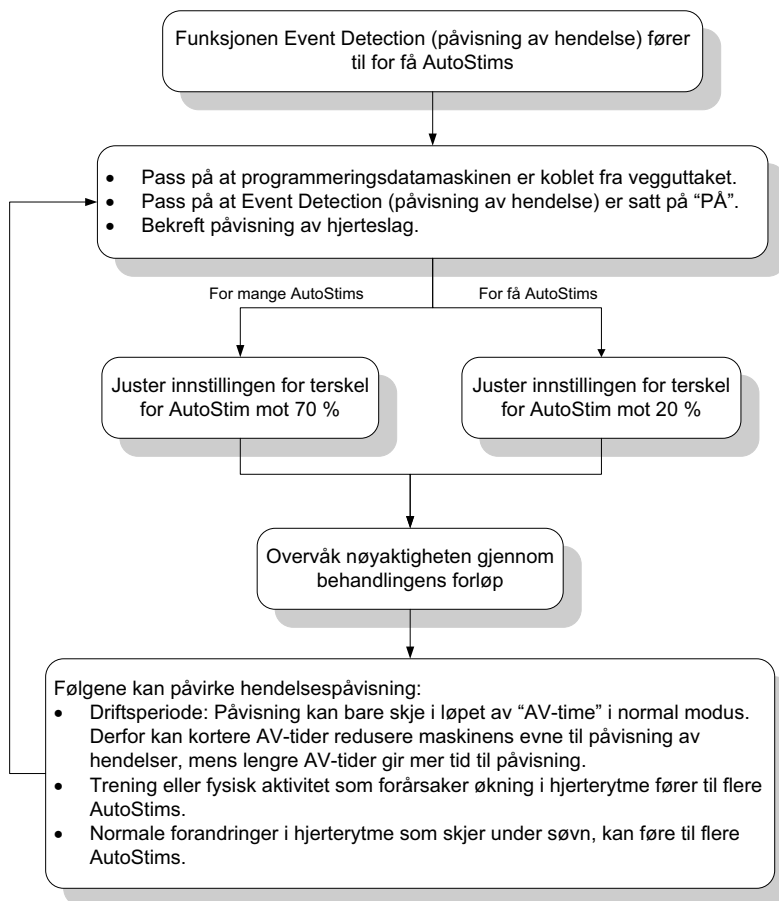 Funksjonen Event Detection (påvisning av hendelse) fører
til for få AutoStims
• Pass på at programmeringsdatamaskinen er koblet fra vegguttaket.
• Pass på at Event Detection (påvisning av hendelse) er satt på “PÅ”.
• Bekreft påvisning av hjerteslag.
For mange AutoStims
For få AutoStims
Juster innstillingen for terskel
for AutoStim mot 70 %
Juster innstillingen for terskel
for AutoStim mot 20 %
Overvåk nøyaktigheten gjennom
behandlingens forløp
Følgene kan påvirke hendelsespåvisning:
• Driftsperiode: Påvisning kan bare skje i løpet av “AV-time” i normal modus.
Derfor kan kortere AV-tider redusere maskinens evne til påvisning av
hendelser, mens lengre AV-tider gir mer tid til påvisning.
• Trening eller fysisk aktivitet som forårsaker økning i hjerterytme fører til flere
AutoStims.
• Normale forandringer i hjerterytme som skjer under søvn, kan føre til flere
AutoStims.